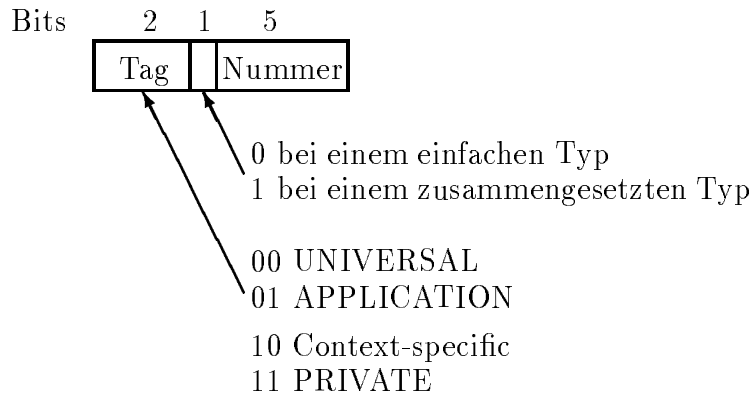 Bits 2 1 5
Tag Nummer
0 bei einem einfachen Typ
1 bei einem zusammengesetzten Typ
00 UNIVERSAL
01 APPLICATION
10 Context-specific
11 PRIVATE